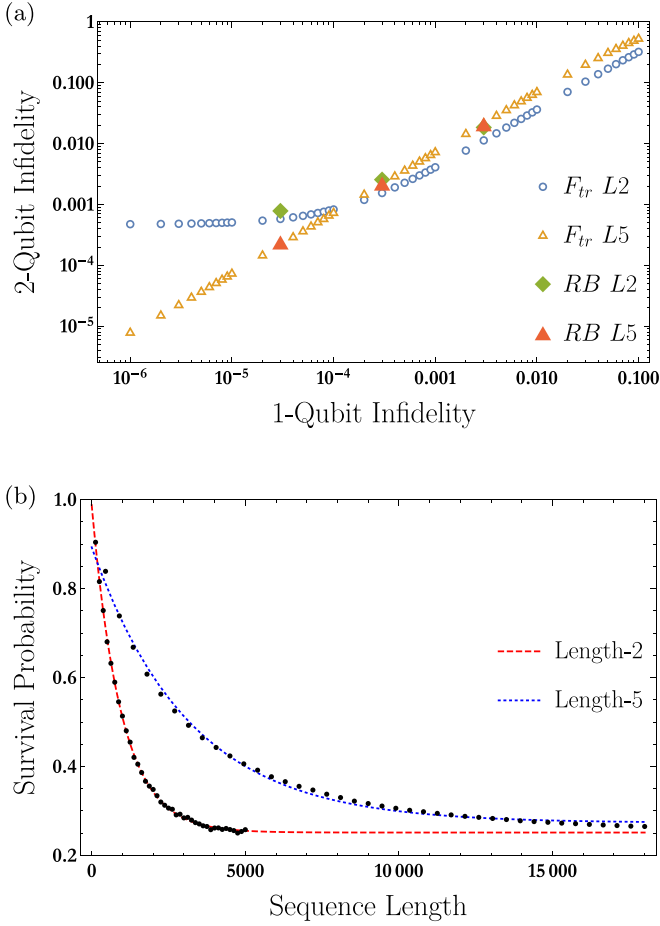 (a)
1
0.100
0.010
0.001
10⁻⁴
10⁻⁵
2-Qubit Infidelity
F_tr L2
F_tr L5
RB L2
RB L5
10⁻⁶ 10⁻⁵ 10⁻⁴ 0.001 0.010 0.100
1-Qubit Infidelity
(b)
1.0
0.8
0.6
0.4
0.2
Survival Probability
Length-2
Length-5
0 5000 10 000 15 000
Sequence Length